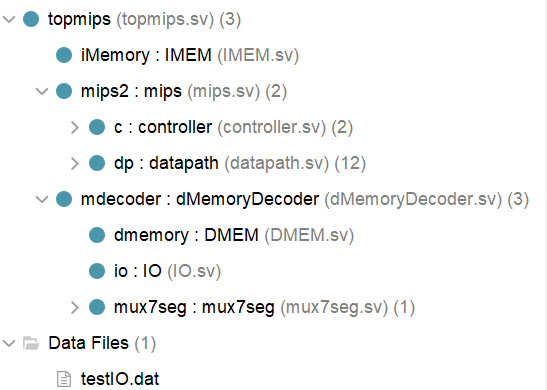 topmips (topmips.sv) (3)
iMemory : IMEM (IMEM.sv)
mips2 : mips (mips.sv) (2)
c : controller (controller.sv) (2)
dp : datapath (datapath.sv) (12)
mdecoder : dMemoryDecoder (dMemoryDecoder.sv) (3)
dmemory : DMEM (DMEM.sv)
io : IO (IO.sv)
mux7seg : mux7seg (mux7seg.sv) (1)
Data Files (1)
testIO.dat